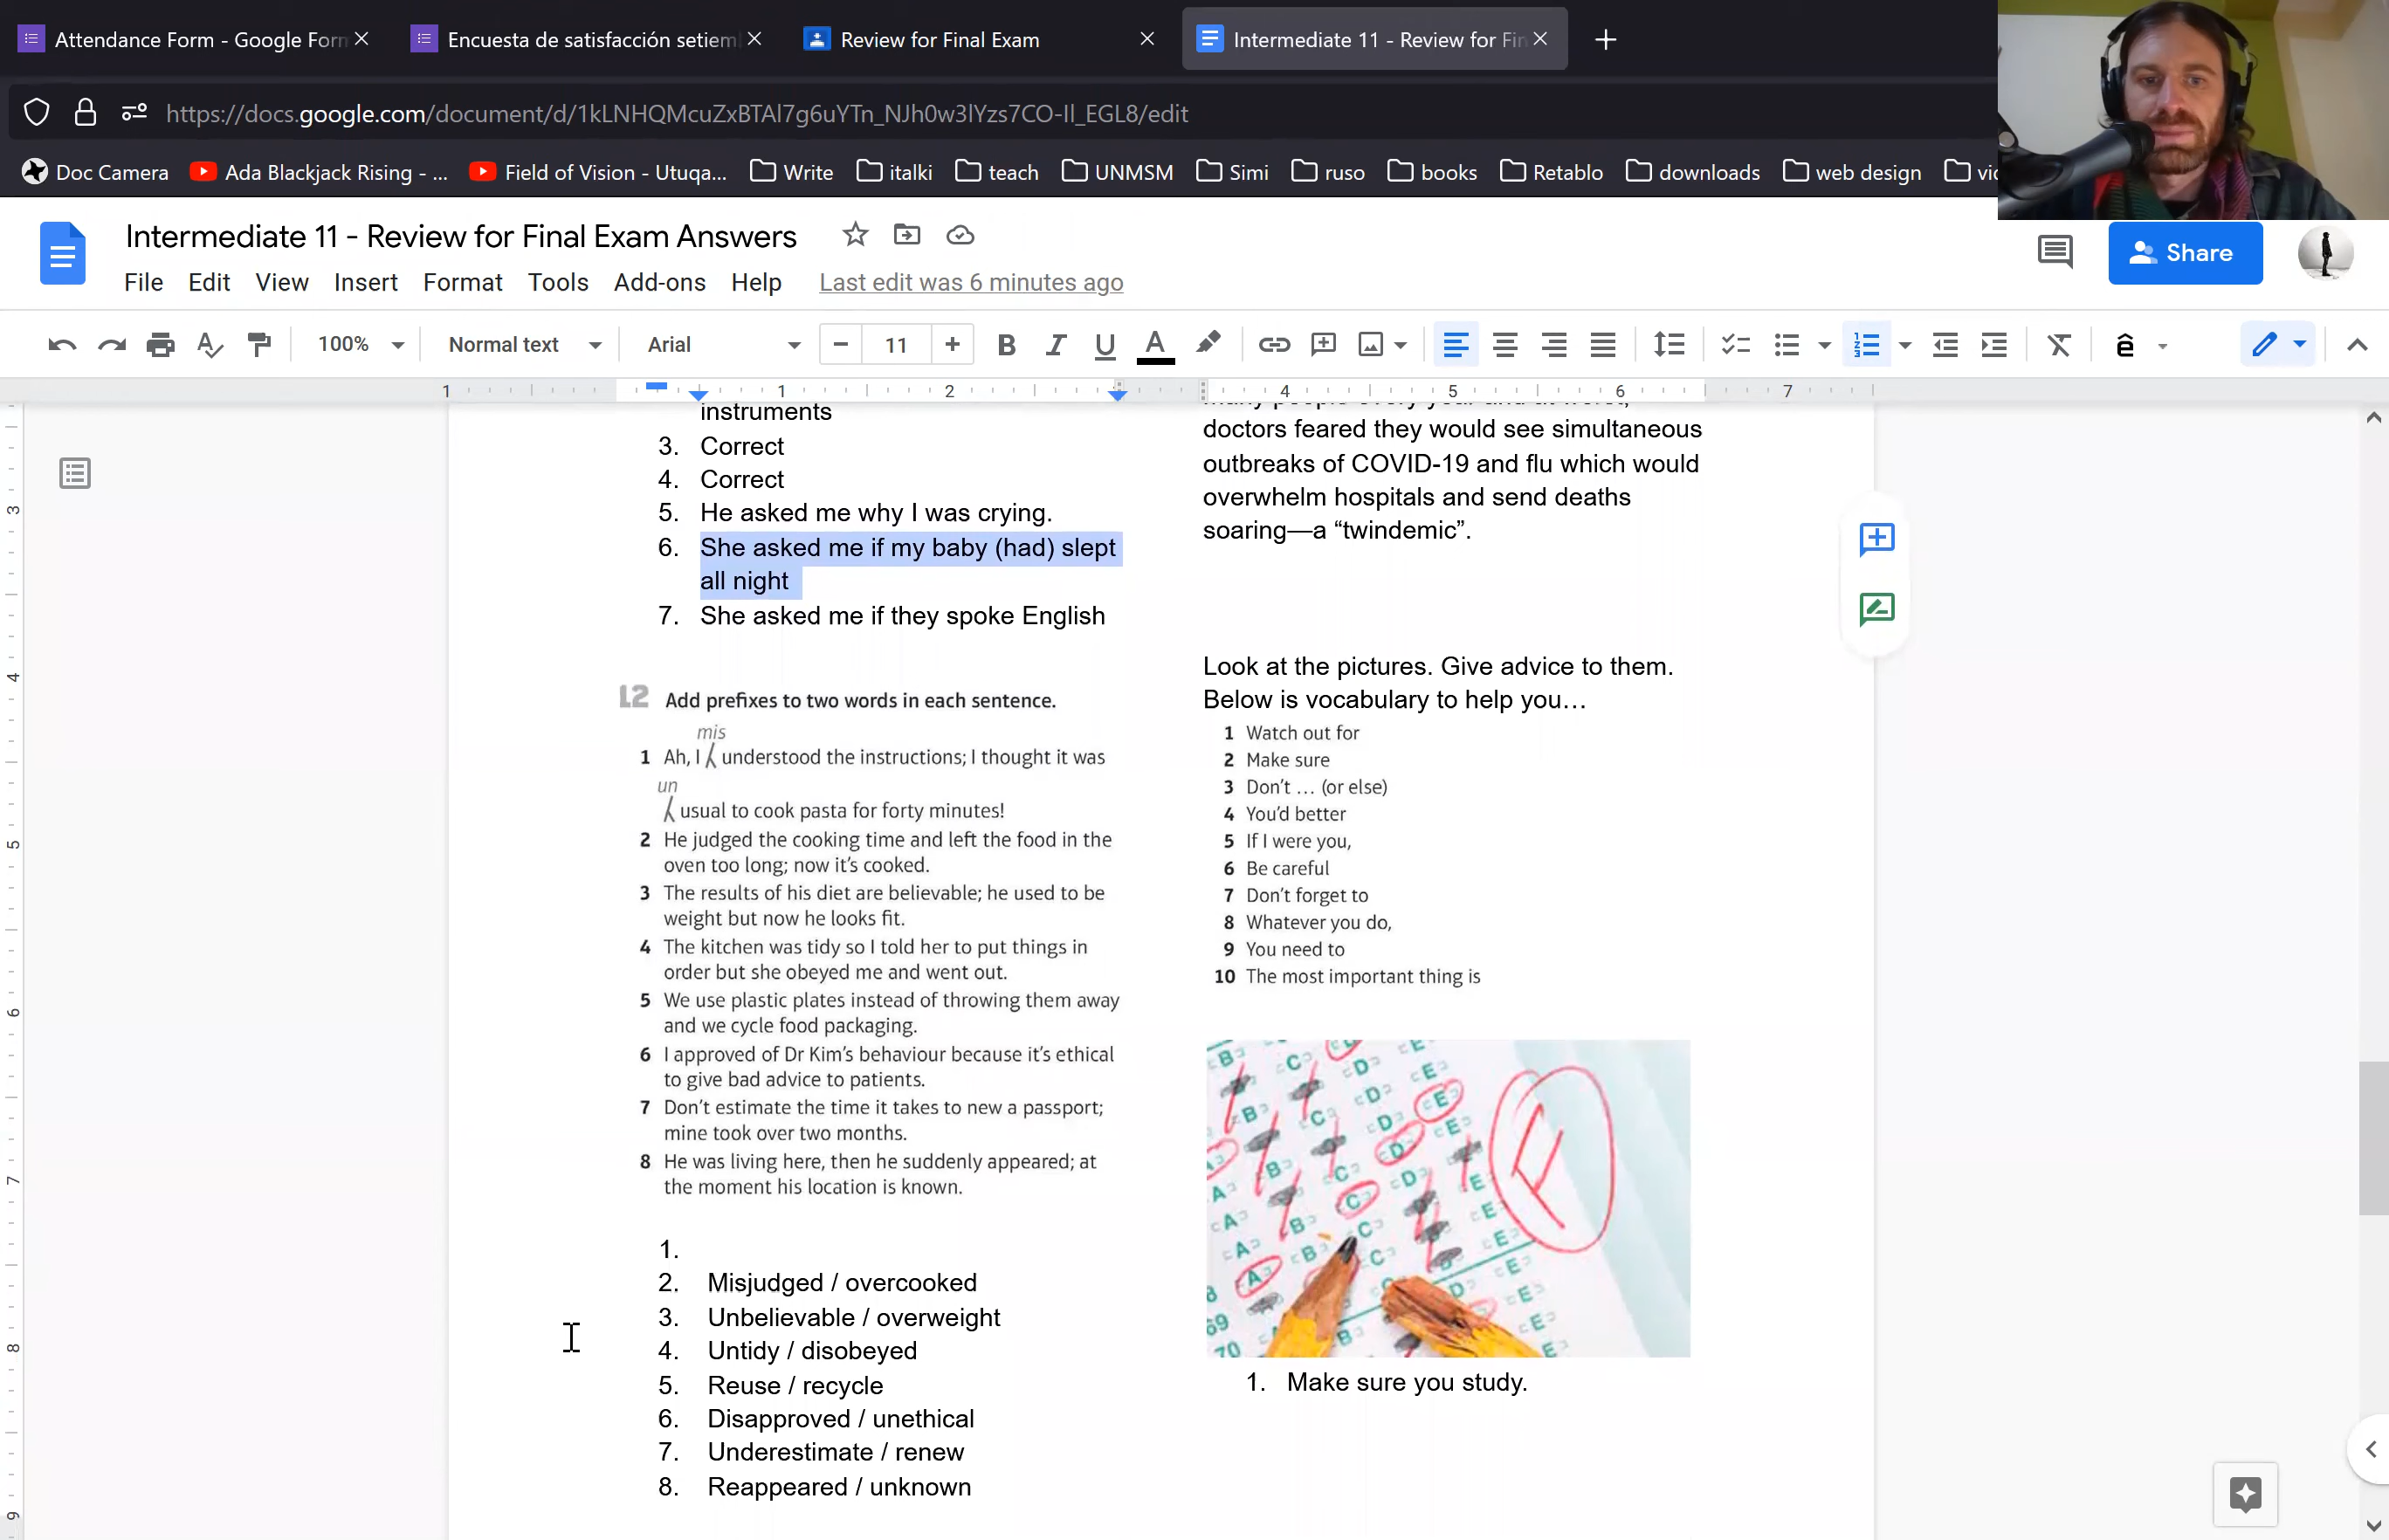 Attendance Form - Google Form
Encuesta de satisfacción setiem
Review for Final Exam
Intermediate 11 - Review for Fin
https://docs.google.com/document/d/1kLNHQMcuZxBTAl7g6uYTn_NJh0w3lYzs7CO-Il_EGL8/edit
Doc Camera
Ada Blackjack Rising - ...
Field of Vision - Utuqa...
Write
italki
teach
UNMSM
Simi
ruso
books
Retablo
downloads
web design
Intermediate 11 - Review for Final Exam Answers
Share
File Edit View Insert Format Tools Add-ons Help Last edit was 6 minutes ago
100% Normal text Arial 11
1 1 2 4 5 6 7
instruments
3. Correct
4. Correct
5. He asked me why I was crying.
6. She asked me if my baby (had) slept
all night
7. She asked me if they spoke English
12 Add prefixes to two words in each sentence.
mis
1 Ah, I understood the instructions; I thought it was
un
usual to cook pasta for forty minutes!
2 He judged the cooking time and left the food in the
oven too long; now it's cooked.
3 The results of his diet are believable; he used to be
weight but now he looks fit.
4 The kitchen was tidy so I told her to put things in
order but she obeyed me and went out.
5 We use plastic plates instead of throwing them away
and we cycle food packaging.
6 I approved of Dr Kim's behaviour because it's ethical
to give bad advice to patients.
7 Don't estimate the time it takes to new a passport;
mine took over two months.
8 He was living here, then he suddenly appeared; at
the moment his location is known.
1.
2. Misjudged / overcooked
3. Unbelievable / overweight
4. Untidy / disobeyed
5. Reuse / recycle
6. Disapproved / unethical
7. Underestimate / renew
8. Reappeared / unknown
doctors feared they would see simultaneous
outbreaks of COVID-19 and flu which would
overwhelm hospitals and send deaths
soaring—a “twindemic”.
Look at the pictures. Give advice to them.
Below is vocabulary to help you…
1 Watch out for
2 Make sure
3 Don't … (or else)
4 You'd better
5 If I were you,
6 Be careful
7 Don't forget to
8 Whatever you do,
9 You need to
10 The most important thing is
F
69
70
1. Make sure you study.